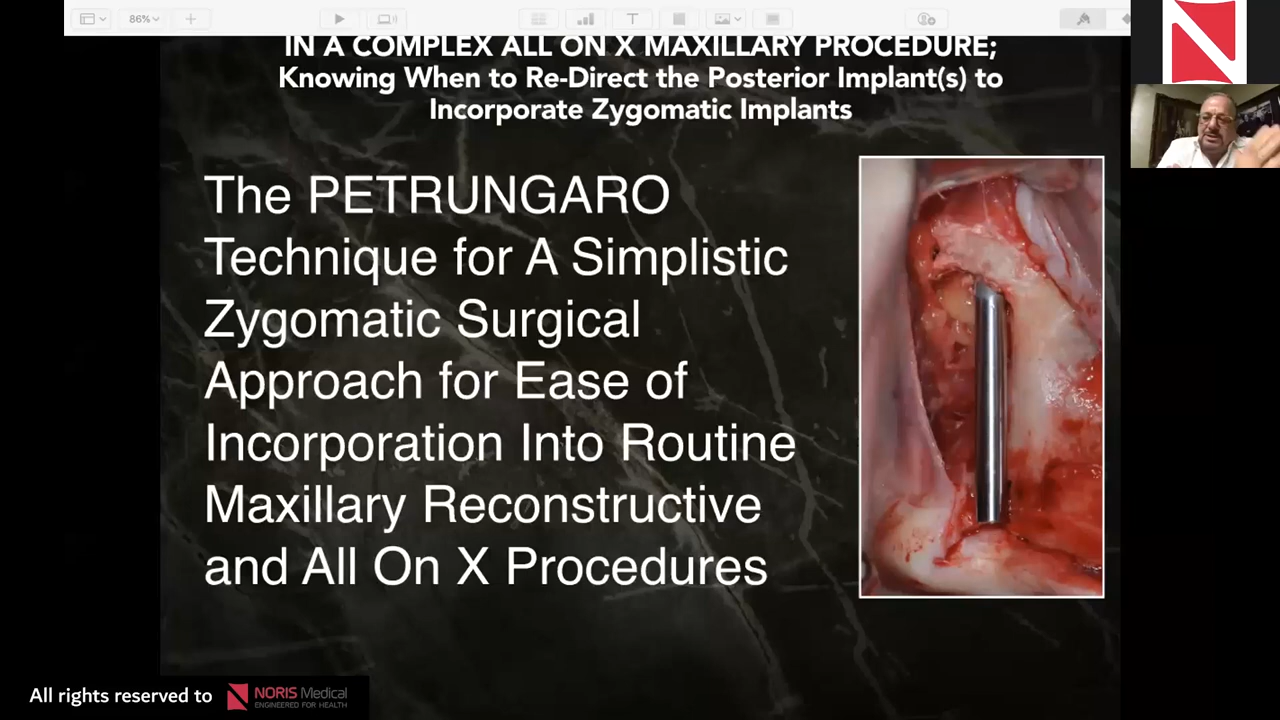 86%
IN A COMPLEX ALL ON X MAXILLARY PROCEDURE;
Knowing When to Re-Direct the Posterior Implant(s) to
Incorporate Zygomatic Implants
The PETRUNGARO
Technique for A Simplistic
Zygomatic Surgical
Approach for Ease of
Incorporation Into Routine
Maxillary Reconstructive
and All On X Procedures
All rights reserved to
NORIS Medical
ENGINEERED FOR HEALTH